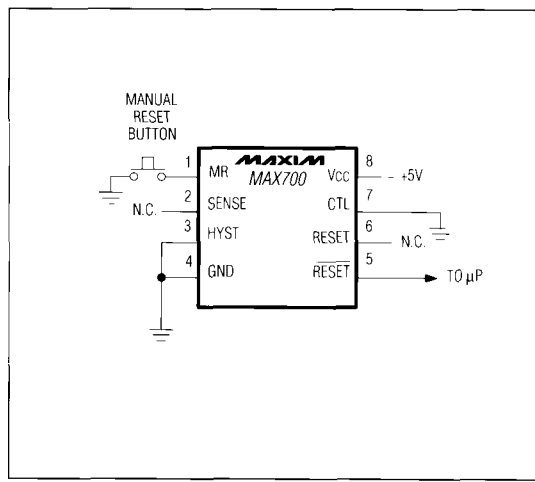 MANUAL
RESET
BUTTON
1
MR
MAXIM
MAX700
8
VCC
- +5V
2
N.C.
SENSE
7
CTL
3
HYST
6
RESET
N.C.
4
GND
5
RESET
TO µP